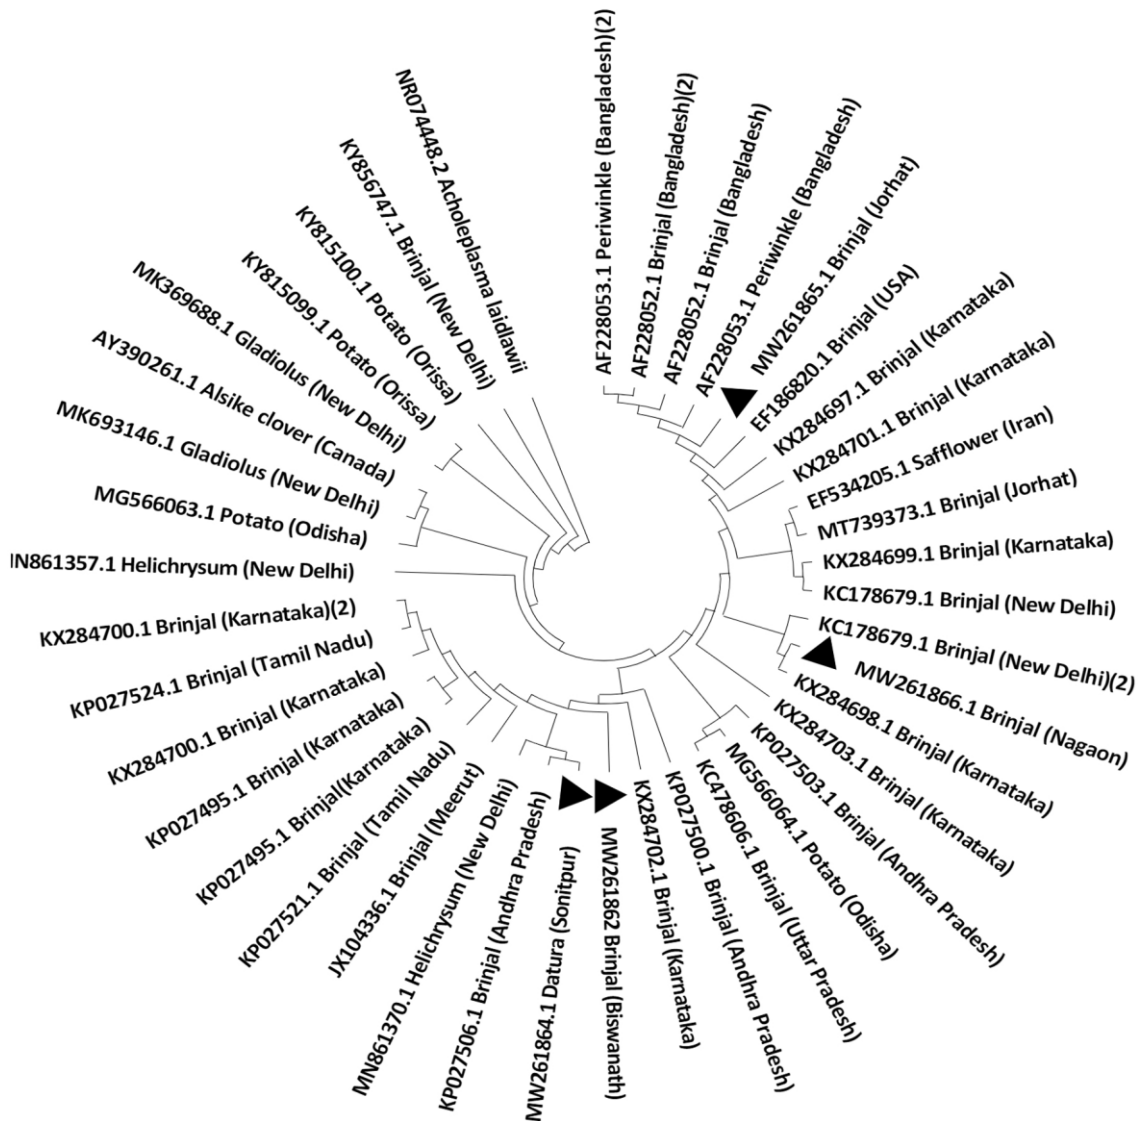 AF228053.1 Periwinkle (Bangladesh)(2)
AF228052.1 Brinjal (Bangladesh)(2)
AF228052.1 Brinjal (Bangladesh)
AF228053.1 Periwinkle (Bangladesh)
MW261865.1 Brinjal (Jorhat)
EF186820.1 Brinjal (USA)
KX284697.1 Brinjal (Karnataka)
KX284701.1 Brinjal (Karnataka)
EF534205.1 Safflower (Iran)
MT739373.1 Brinjal (Jorhat)
KX284699.1 Brinjal (Karnataka)
KC178679.1 Brinjal (New Delhi)
KC178679.1 Brinjal (New Delhi)(2)
MW261866.1 Brinjal (Nagaon)
KX284698.1 Brinjal (Karnataka)
KX284703.1 Brinjal (Karnataka)
KP027503.1 Brinjal (Andhra Pradesh)
MG566064.1 Potato (Odisha)
KC478606.1 Brinjal (Uttar Pradesh)
KP027500.1 Brinjal (Andhra Pradesh)
KX284702.1 Brinjal (Karnataka)
MW261862 Brinjal (Biswanath)
MW261864.1 Datura (Sonitpur)
KP027506.1 Brinjal (Andhra Pradesh)
MN861370.1 Helichrysum (New Delhi)
JX104336.1 Brinjal (Meerut)
KP027521.1 Brinjal (Tamil Nadu)
KP027495.1 Brinjal(Karnataka)
KP027495.1 Brinjal (Karnataka)
KX284700.1 Brinjal (Karnataka)
KP027524.1 Brinjal (Tamil Nadu)
KX284700.1 Brinjal (Karnataka)(2)
IN861357.1 Helichrysum (New Delhi)
MG566063.1 Potato (Odisha)
MK693146.1 Gladiolus (New Delhi)
AY390261.1 Alsike clover (Canada)
MK369688.1 Gladiolus (New Delhi)
KY815099.1 Potato (Orissa)
KY815100.1 Potato (Orissa)
KY856747.1 Brinjal (New Delhi)
NR074448.2 Acholeplasma laidlawii